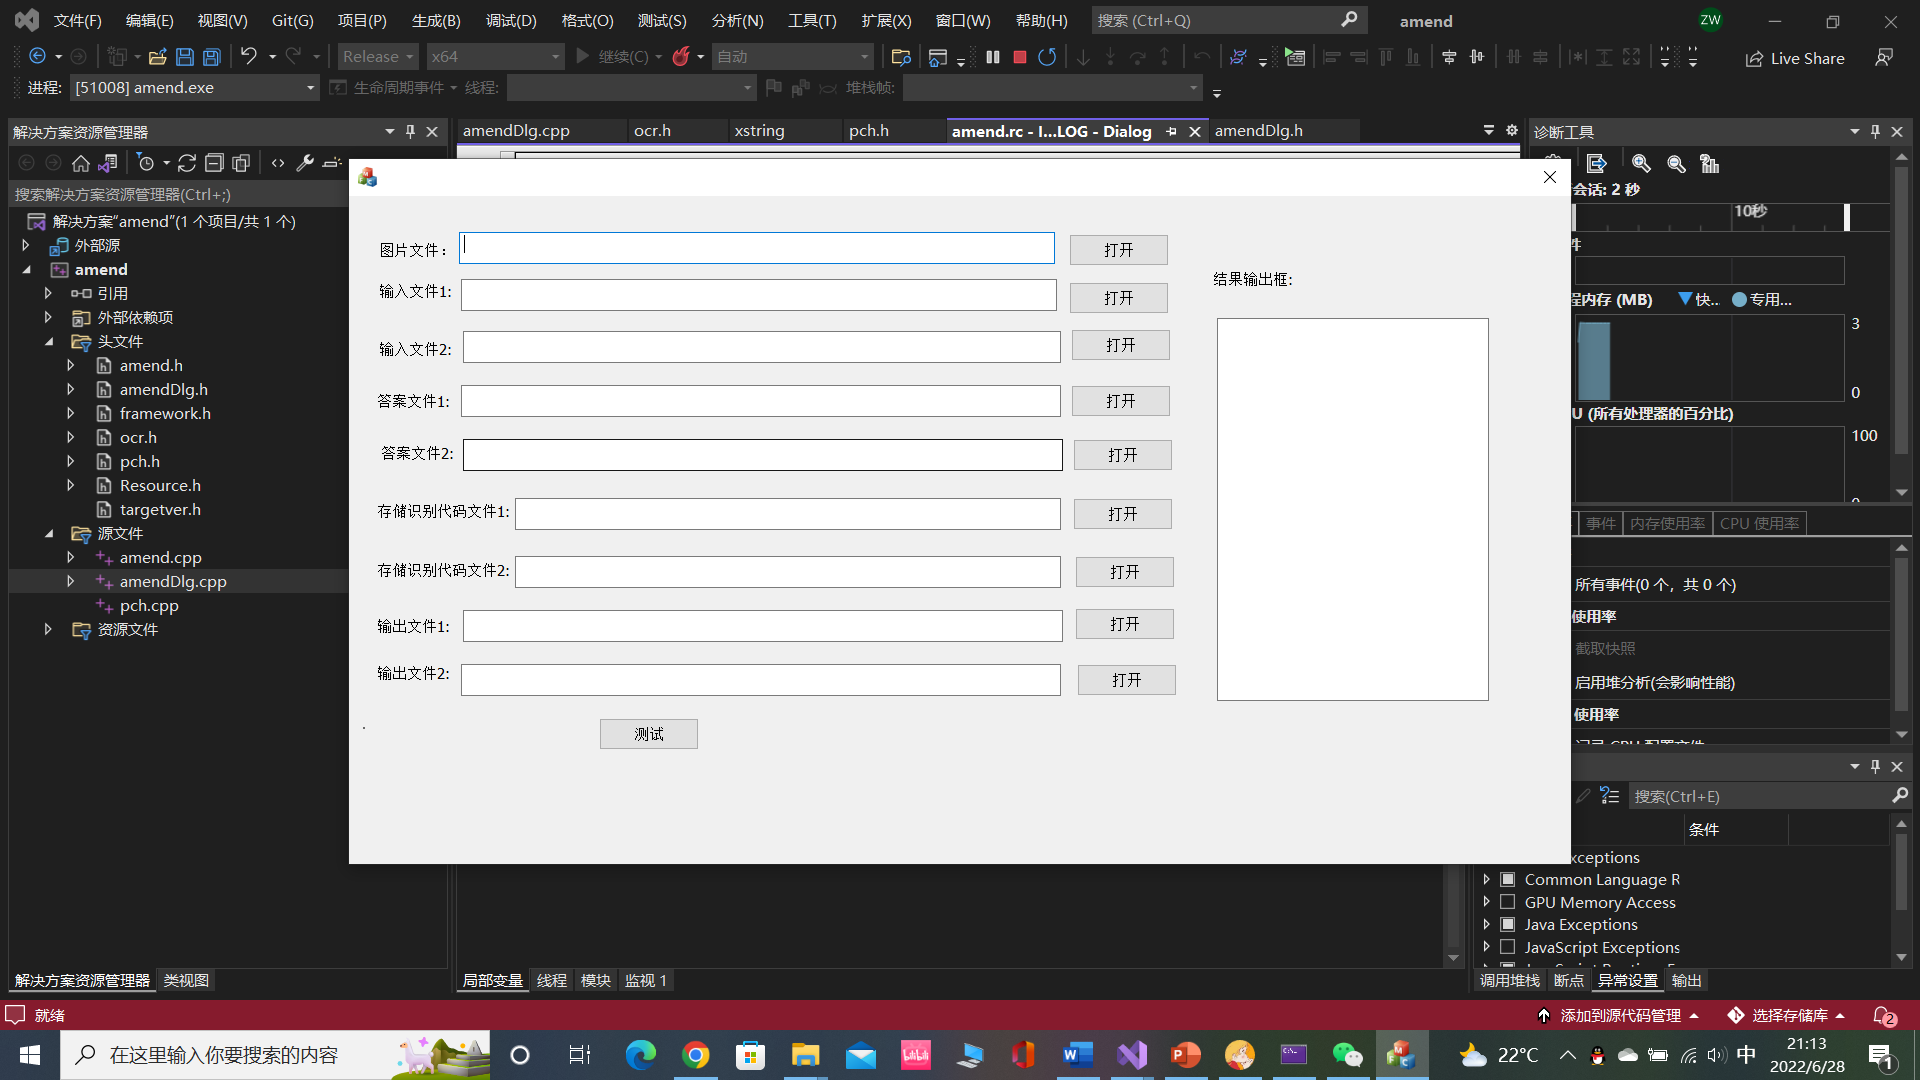 文件(F) 编辑(E) 视图(V) Git(G) 项目(P) 生成(B) 调试(D) 格式(O) 测试(S) 分析(N) 工具(T) 扩展(X) 窗口(W) 帮助(H) 搜索 (Ctrl+Q) amend ZW
Release x64 继续(C) 自动 Live Share
进程: [51008] amend.exe 生命周期事件 线程: 堆栈帧:
解决方案资源管理器
搜索解决方案资源管理器(Ctrl+;)
解决方案"amend"(1 个项目/共 1 个)
外部源
amend
引用
外部依赖项
头文件
amend.h
amendDlg.h
framework.h
ocr.h
pch.h
Resource.h
targetver.h
源文件
amend.cpp
amendDlg.cpp
pch.cpp
资源文件
解决方案资源管理器 类视图
amendDlg.cpp ocr.h xstring pch.h amend.rc - I...LOG - Dialog amendDlg.h
图片文件： 打开
输入文件1: 打开
输入文件2: 打开
答案文件1: 打开
答案文件2: 打开
存储识别代码文件1: 打开
存储识别代码文件2: 打开
输出文件1: 打开
输出文件2: 打开
测试
结果输出框:
局部变量 线程 模块 监视 1
诊断工具
会话: 2 秒
10秒
件
程内存 (MB) 快... 专用...
3
0
U (所有处理器的百分比)
100
事件 内存使用率 CPU 使用率
所有事件(0 个，共 0 个)
使用率
截取快照
启用堆分析(会影响性能)
使用率
搜索(Ctrl+E)
条件
xceptions
Common Language R
GPU Memory Access
Java Exceptions
JavaScript Exceptions
调用堆栈 断点 异常设置 输出
就绪 添加到源代码管理 选择存储库 2
在这里输入你要搜索的内容 22°C 中 21:13
2022/6/28 1